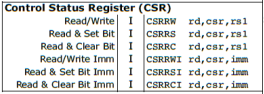 Control Status Register (CSR)
Read/Write I CSRRW rd,csr,rs1
Read & Set Bit I CSRRS rd,csr,rs1
Read & Clear Bit I CSRRC rd,csr,rs1
Read/Write Imm I CSRRWI rd,csr,imm
Read & Set Bit Imm I CSRRSI rd,csr,imm
Read & Clear Bit Imm I CSRRCI rd,csr,imm